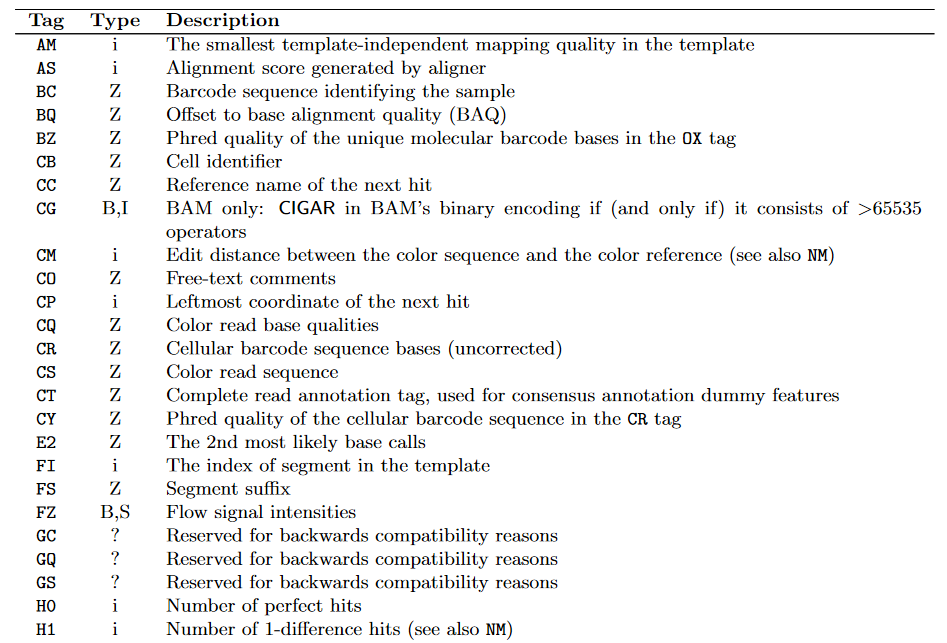 Tag Type Description
AM i The smallest template-independent mapping quality in the template
AS i Alignment score generated by aligner
BC Z Barcode sequence identifying the sample
BQ Z Offset to base alignment quality (BAQ)
BZ Z Phred quality of the unique molecular barcode bases in the OX tag
CB Z Cell identifier
CC Z Reference name of the next hit
CG B,I BAM only: CIGAR in BAM's binary encoding if (and only if) it consists of >65535
operators
CM i Edit distance between the color sequence and the color reference (see also NM)
CO Z Free-text comments
CP i Leftmost coordinate of the next hit
CQ Z Color read base qualities
CR Z Cellular barcode sequence bases (uncorrected)
CS Z Color read sequence
CT Z Complete read annotation tag, used for consensus annotation dummy features
CY Z Phred quality of the cellular barcode sequence in the CR tag
E2 Z The 2nd most likely base calls
FI i The index of segment in the template
FS Z Segment suffix
FZ B,S Flow signal intensities
GC ? Reserved for backwards compatibility reasons
GQ ? Reserved for backwards compatibility reasons
GS ? Reserved for backwards compatibility reasons
H0 i Number of perfect hits
H1 i Number of 1-difference hits (see also NM)